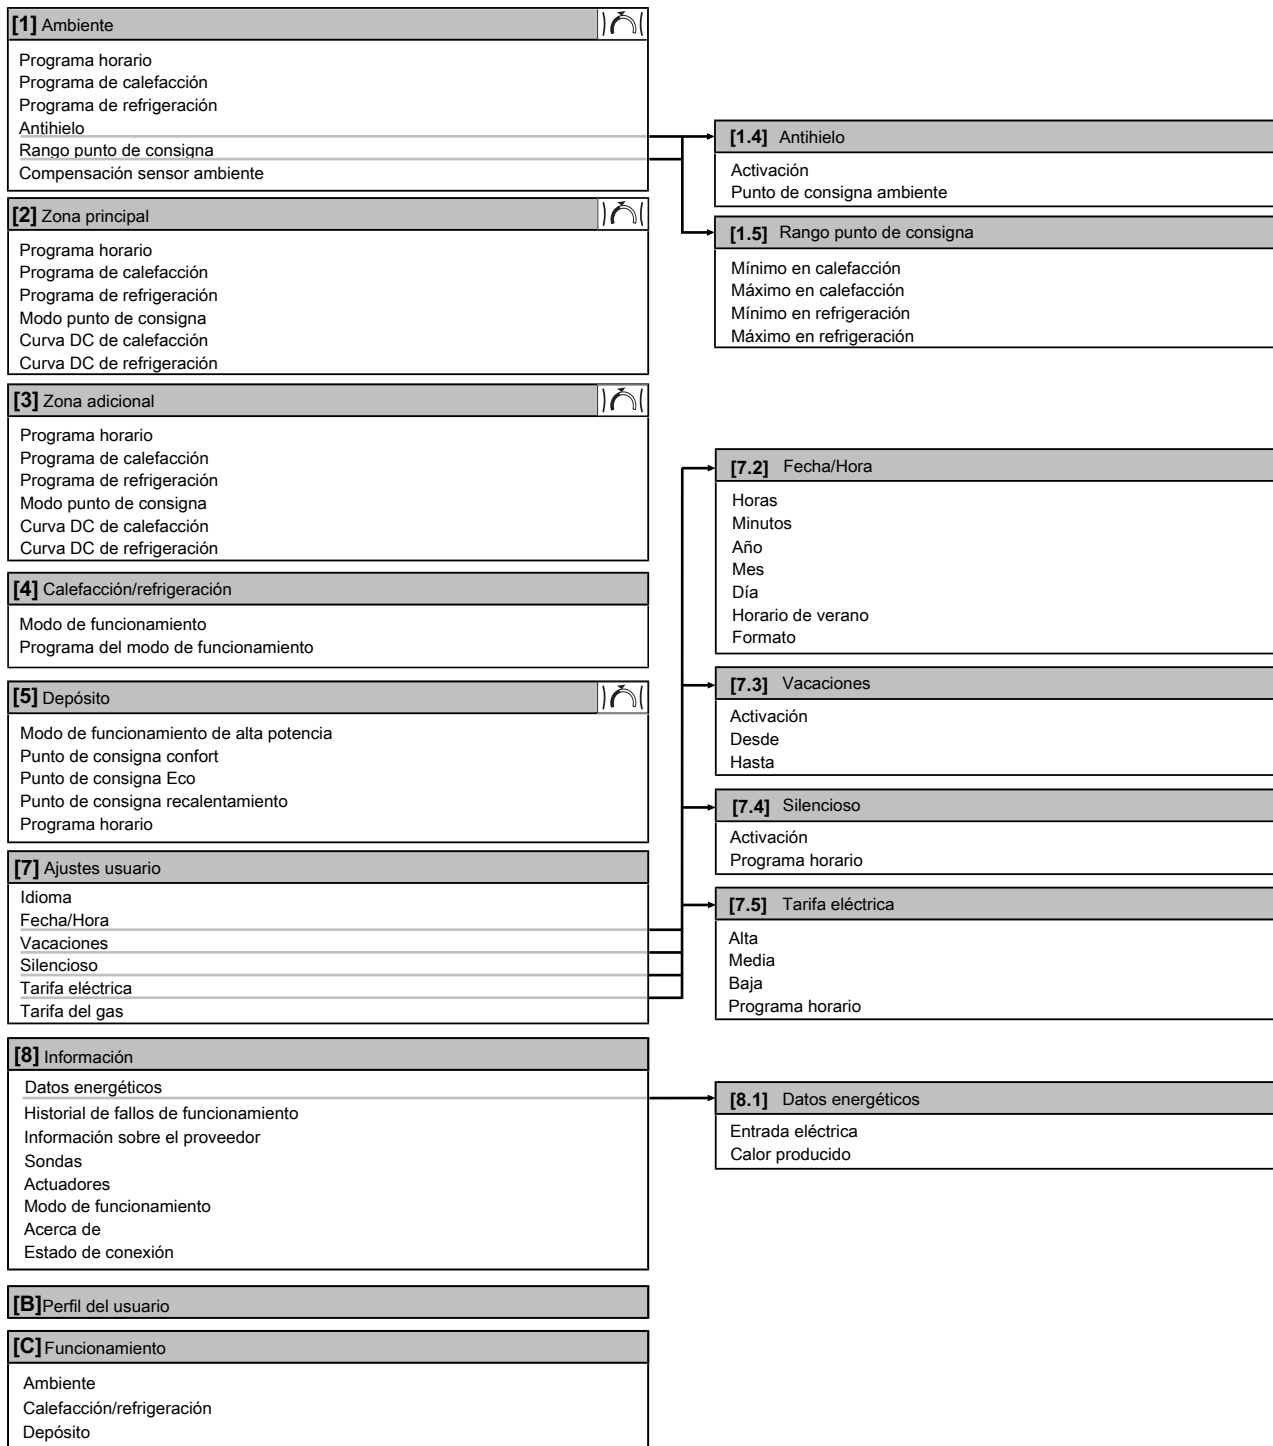 [1] Ambiente
Programa horario
Programa de calefacción
Programa de refrigeración
Antihielo
Rango punto de consigna
Compensación sensor ambiente
[1.4] Antihielo
Activación
Punto de consigna ambiente
[1.5] Rango punto de consigna
Mínimo en calefacción
Máximo en calefacción
Mínimo en refrigeración
Máximo en refrigeración
[2] Zona principal
Programa horario
Programa de calefacción
Programa de refrigeración
Modo punto de consigna
Curva DC de calefacción
Curva DC de refrigeración
[3] Zona adicional
Programa horario
Programa de calefacción
Programa de refrigeración
Modo punto de consigna
Curva DC de calefacción
Curva DC de refrigeración
[4] Calefacción/refrigeración
Modo de funcionamiento
Programa del modo de funcionamiento
[5] Depósito
Modo de funcionamiento de alta potencia
Punto de consigna confort
Punto de consigna Eco
Punto de consigna recalentamiento
Programa horario
[7] Ajustes usuario
Idioma
Fecha/Hora
Vacaciones
Silencioso
Tarifa eléctrica
Tarifa del gas
[7.2] Fecha/Hora
Horas
Minutos
Año
Mes
Día
Horario de verano
Formato
[7.3] Vacaciones
Activación
Desde
Hasta
[7.4] Silencioso
Activación
Programa horario
[7.5] Tarifa eléctrica
Alta
Media
Baja
Programa horario
[8] Información
Datos energéticos
Historial de fallos de funcionamiento
Información sobre el proveedor
Sondas
Actuadores
Modo de funcionamiento
Acerca de
Estado de conexión
[8.1] Datos energéticos
Entrada eléctrica
Calor producido
[B] Perfil del usuario
[C] Funcionamiento
Ambiente
Calefacción/refrigeración
Depósito